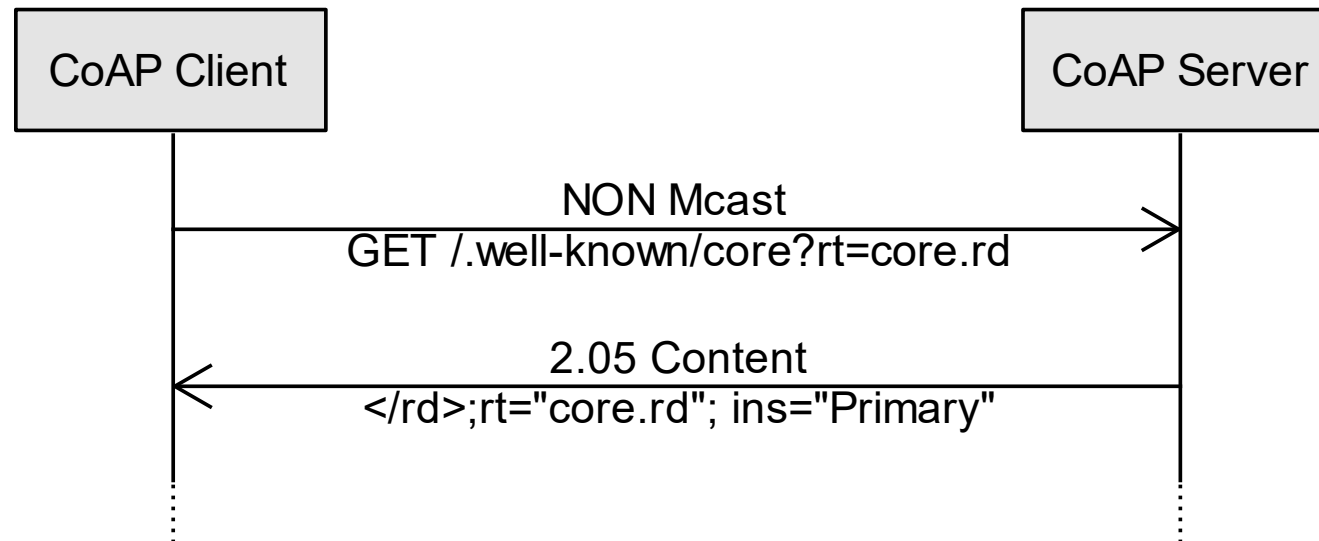 CoAP Client
CoAP Server
NON Mcast
GET /.well-known/core?rt=core.rd
2.05 Content
</rd>;rt="core.rd"; ins="Primary"